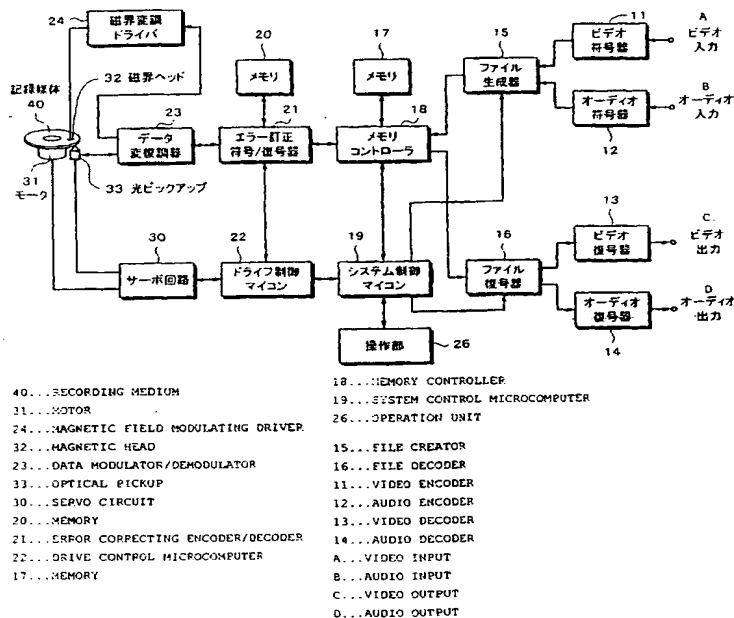 24
磁界変調
ドライバ
記録媒体
40
32 磁界ヘッド
31
モータ
33 光ピックアップ
23
データ
変復調器
20
メモリ
21
エラー訂正
符号/復号器
17
メモリ
18
メモリ
コントローラ
15
ファイル
生成器
11
ビデオ
符号器
A
ビデオ
入力
B
オーディオ
入力
オーディオ
符号器
12
30
サーボ回路
22
ドライブ制御
マイコン
19
システム制御
マイコン
16
ファイル
復号器
13
ビデオ
復号器
C
ビデオ
出力
D
オーディオ
出力
オーディオ
復号器
14
操作部
26
40...RECORDING MEDIUM
31...MOTOR
24...MAGNETIC FIELD MODULATING DRIVER
32...MAGNETIC HEAD
23...DATA MODULATOR/DEMODULATOR
33...OPTICAL PICKUP
30...SERVO CIRCUIT
20...MEMORY
21...ERROR CORRECTING ENCODER/DECODER
22...DRIVE CONTROL MICROCOMPUTER
17...MEMORY
18...MEMORY CONTROLLER
19...SYSTEM CONTROL MICROCOMPUTER
26...OPERATION UNIT
15...FILE CREATOR
16...FILE DECODER
11...VIDEO ENCODER
12...AUDIO ENCODER
13...VIDEO DECODER
14...AUDIO DECODER
A...VIDEO INPUT
B...AUDIO INPUT
C...VIDEO OUTPUT
D...AUDIO OUTPUT